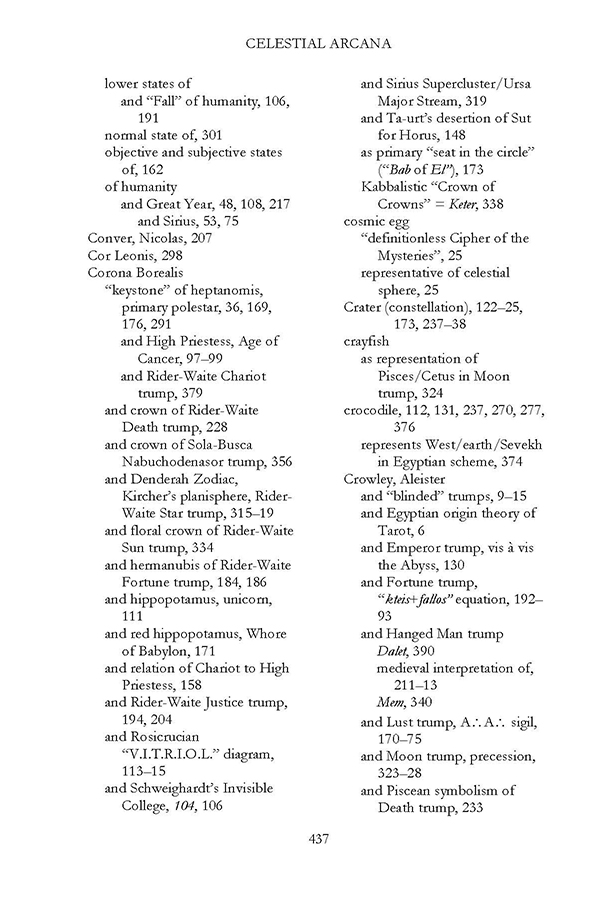 CELESTIAL ARCANA
lower states of
and “Fall” of humanity, 106,
191
normal state of, 301
objective and subjective states
of, 162
of humanity
and Great Year, 48, 108, 217
and Sirius, 53, 75
Conver, Nicolas, 207
Cor Leonis, 298
Corona Borealis
“keystone” of heptanomis,
primary polestar, 36, 169,
176, 291
and High Priestess, Age of
Cancer, 97–99
and Rider-Waite Chariot
trump, 379
and crown of Rider-Waite
Death trump, 228
and crown of Sola-Busca
Nabuchodenasor trump, 356
and Denderah Zodiac,
Kircher’s planisphere, Rider-
Waite Star trump, 315–19
and floral crown of Rider-Waite
Sun trump, 334
and hermanubis of Rider-Waite
Fortune trump, 184, 186
and hippopotamus, unicorn,
111
and red hippopotamus, Whore
of Babylon, 171
and relation of Chariot to High
Priestess, 158
and Rider-Waite Justice trump,
194, 204
and Rosicrucian
“V.I.T.R.I.O.L.” diagram,
113–15
and Schweighardt’s Invisible
College, 104, 106
and Sirius Supercluster/Ursa
Major Stream, 319
and Ta-urt’s desertion of Sut
for Horus, 148
as primary “seat in the circle”
(“Bab of El”), 173
Kabbalistic “Crown of
Crowns” = Keter, 338
cosmic egg
“definitionless Cipher of the
Mysteries”, 25
representative of celestial
sphere, 25
Crater (constellation), 122–25,
173, 237–38
crayfish
as representation of
Pisces/Cetus in Moon
trump, 324
crocodile, 112, 131, 237, 270, 277,
376
represents West/earth/Sevekh
in Egyptian scheme, 374
Crowley, Aleister
and “blinded” trumps, 9–15
and Egyptian origin theory of
Tarot, 6
and Emperor trump, vis à vis
the Abyss, 130
and Fortune trump,
“kteis+fallos” equation, 192–
93
and Hanged Man trump
Dalet, 390
medieval interpretation of,
211–13
Mem, 340
and Lust trump, A∴A∴ sigil,
170–75
and Moon trump, precession,
323–28
and Piscean symbolism of
Death trump, 233
437